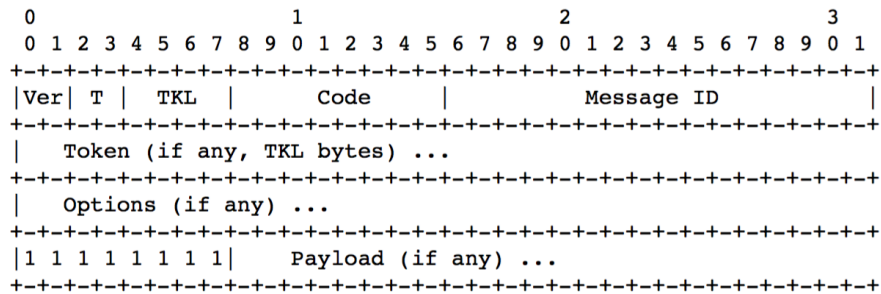 0                   1                   2                   3
 0 1 2 3 4 5 6 7 8 9 0 1 2 3 4 5 6 7 8 9 0 1 2 3 4 5 6 7 8 9 0 1
+-+-+-+-+-+-+-+-+-+-+-+-+-+-+-+-+-+-+-+-+-+-+-+-+-+-+-+-+-+-+-+-+
|Ver| T |  TKL  |      Code     |          Message ID           |
+-+-+-+-+-+-+-+-+-+-+-+-+-+-+-+-+-+-+-+-+-+-+-+-+-+-+-+-+-+-+-+-+
|   Token (if any, TKL bytes) ...
+-+-+-+-+-+-+-+-+-+-+-+-+-+-+-+-+-+-+-+-+-+-+-+-+-+-+-+-+-+-+-+-+
|   Options (if any) ...
+-+-+-+-+-+-+-+-+-+-+-+-+-+-+-+-+-+-+-+-+-+-+-+-+-+-+-+-+-+-+-+-+
|1 1 1 1 1 1 1 1|    Payload (if any) ...
+-+-+-+-+-+-+-+-+-+-+-+-+-+-+-+-+-+-+-+-+-+-+-+-+-+-+-+-+-+-+-+-+